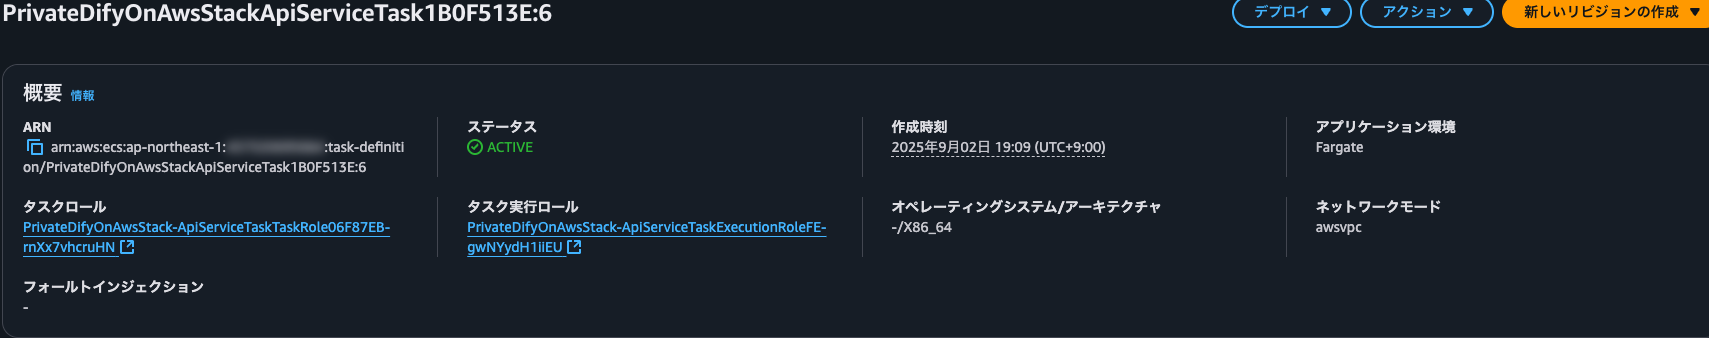 PrivateDifyOnAwsStackApiServiceTask1B0F513E:6
デプロイ ▼
アクション ▼
新しいリビジョンの作成 ▼
概要 情報
ARN
arn:aws:ecs:ap-northeast-1: :task-definiti
on/PrivateDifyOnAwsStackApiServiceTask1B0F513E:6
ステータス
ACTIVE
作成時刻
2025年9月02日 19:09 (UTC+9:00)
アプリケーション環境
Fargate
タスクロール
PrivateDifyOnAwsStack-ApiServiceTaskTaskRole06F87EB-
rnXx7vhcruHN
タスク実行ロール
PrivateDifyOnAwsStack-ApiServiceTaskExecutionRoleFE-
gwNYydH1iiEU
オペレーティングシステム/アーキテクチャ
-/X86_64
ネットワークモード
awsvpc
フォールトインジェクション
-